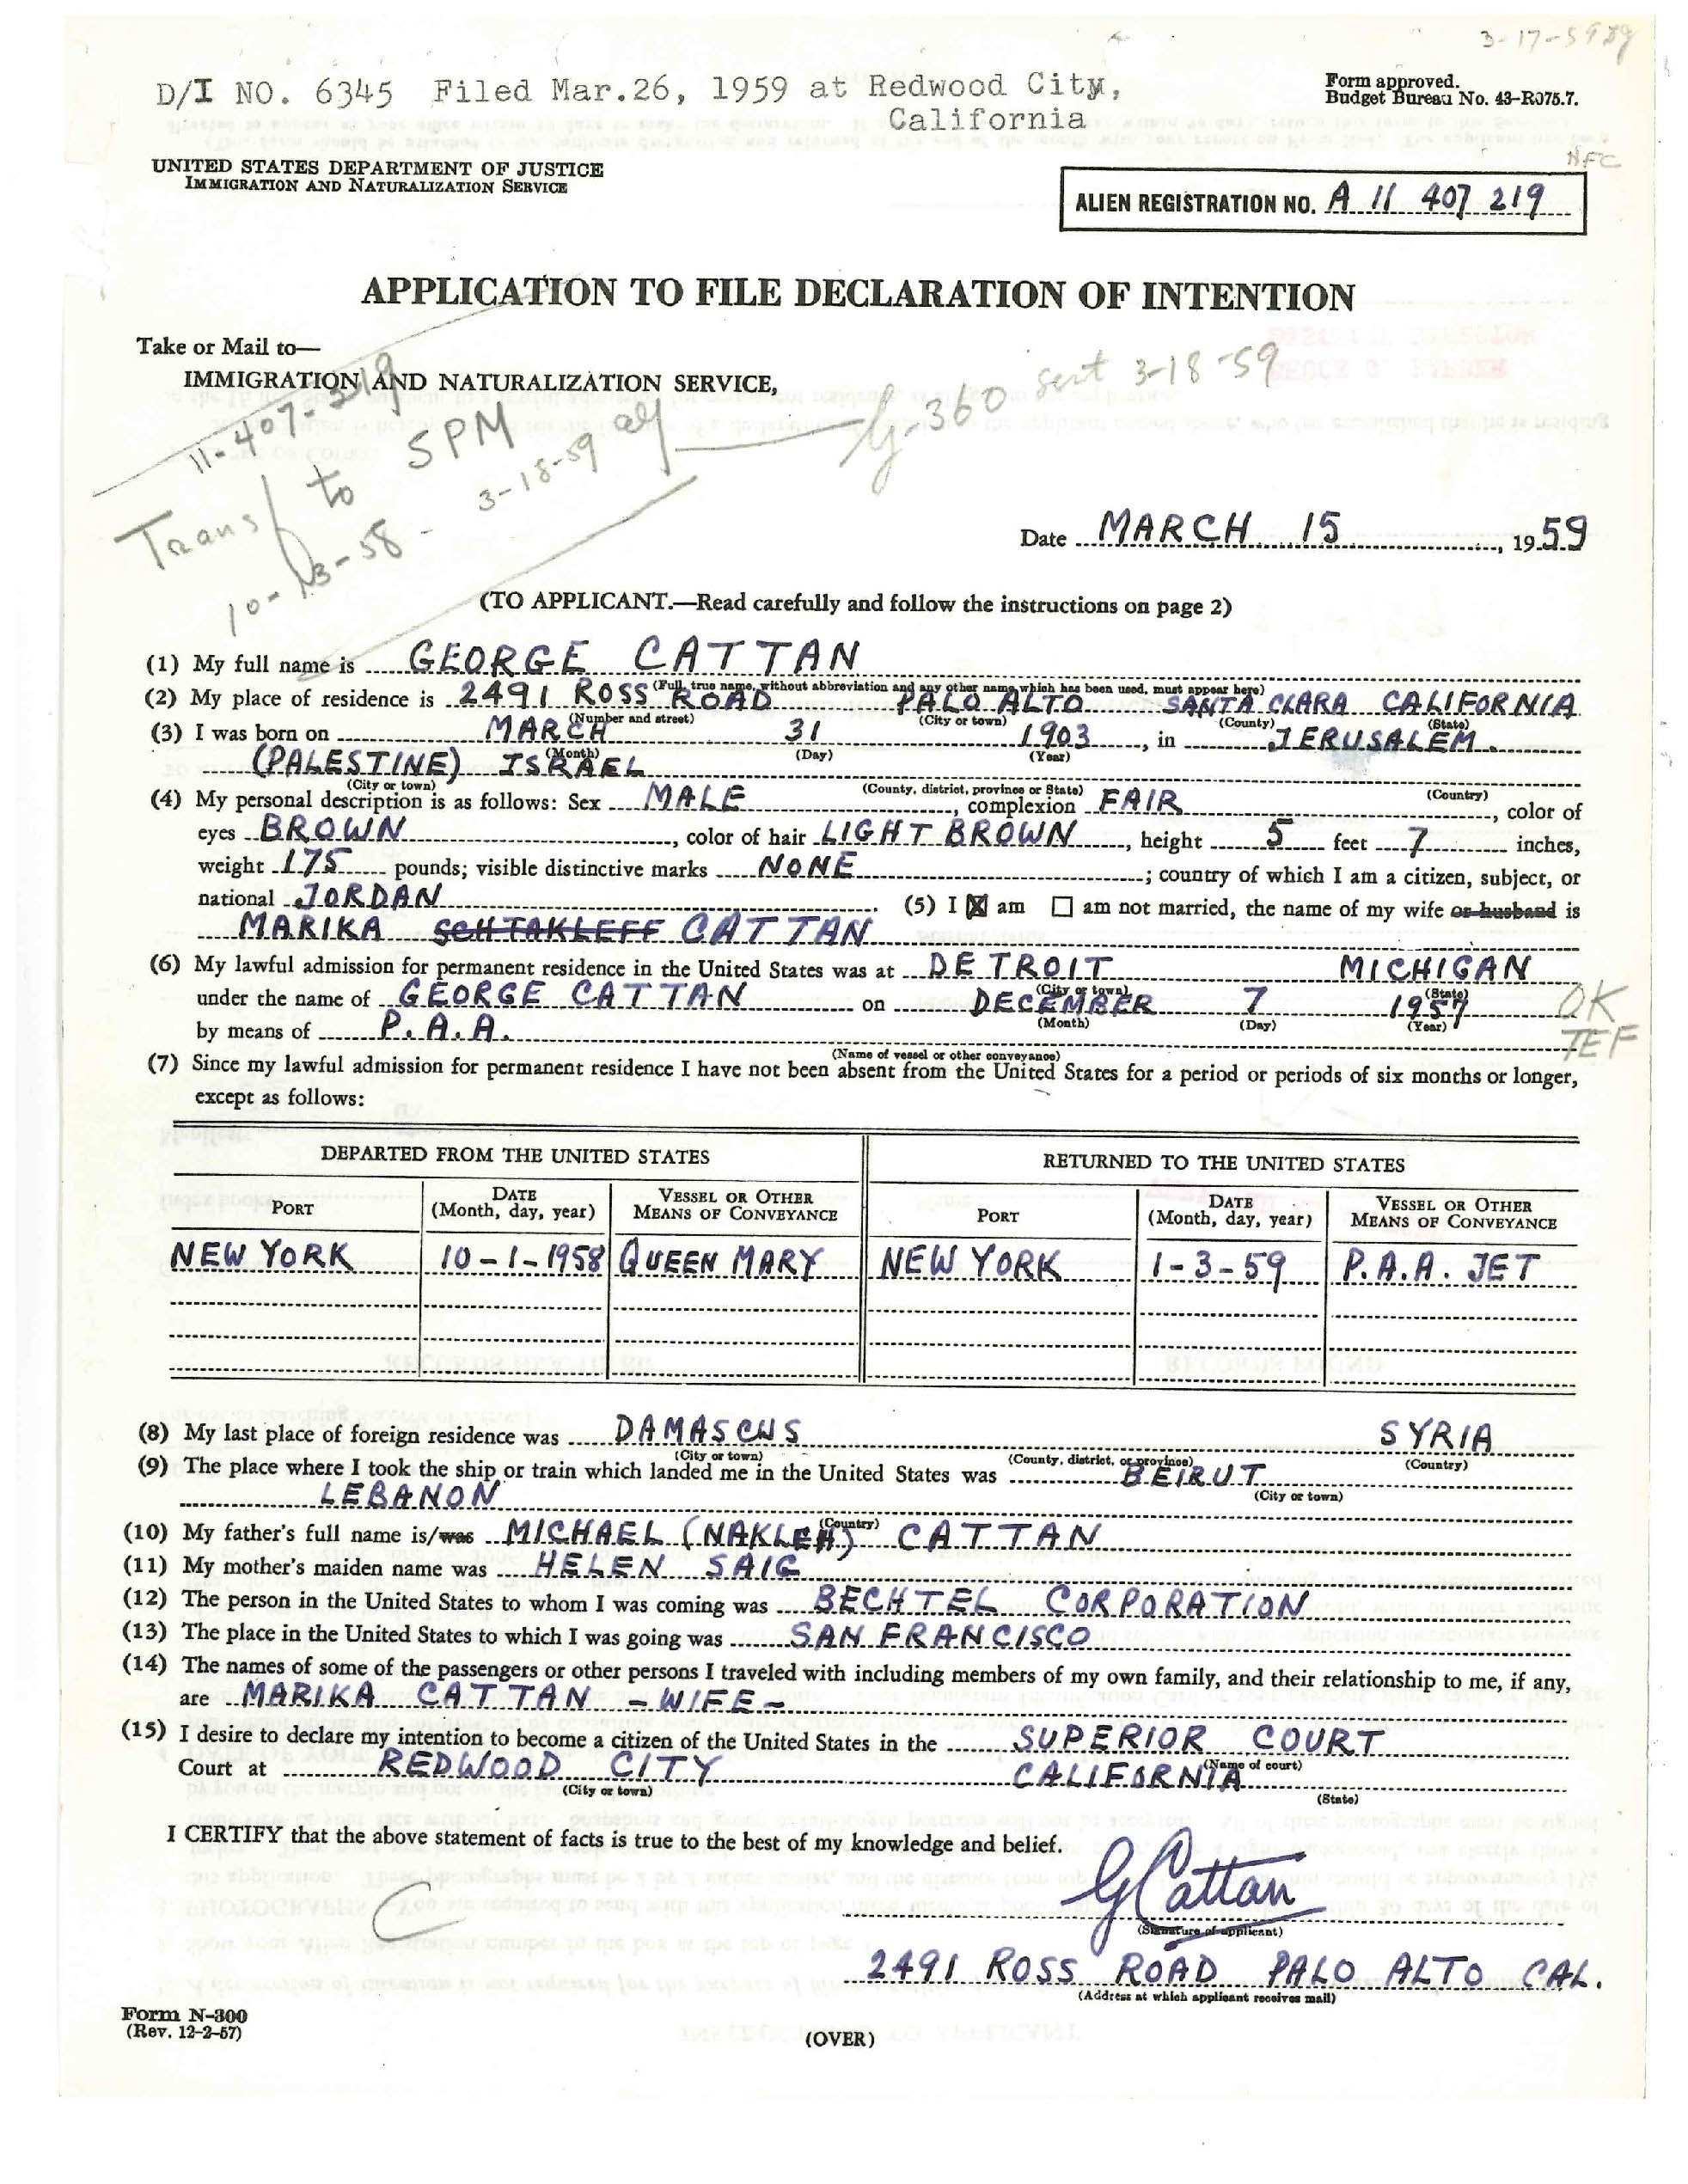 3-17-59
D/I NO. 6345 Filed Mar.26, 1959 at Redwood City,
California
Form approved.
Budget Bureau No. 43-R075.7.
NFC
UNITED STATES DEPARTMENT OF JUSTICE
IMMIGRATION AND NATURALIZATION SERVICE
ALIEN REGISTRATION NO. A 11 407 219
APPLICATION TO FILE DECLARATION OF INTENTION
Take or Mail to—
IMMIGRATION AND NATURALIZATION SERVICE,
11-407-219
Transf to SPM
10-13-58 - 3-18-59
G-360 sent 3-18-59
Date MARCH 15, 1959
(TO APPLICANT.—Read carefully and follow the instructions on page 2)
(1) My full name is GEORGE CATTAN
(Full, true name, without abbreviation and any other name which has been used, must appear here)
(2) My place of residence is 2491 ROSS ROAD PALO ALTO SANTA CLARA CALIFORNIA
(Number and street) (City or town) (County) (State)
(3) I was born on MARCH 31 1903, in JERUSALEM.
(Month) (Day) (Year)
(PALESTINE) ISRAEL
(City or town) (County, district, province or State) (Country)
(4) My personal description is as follows: Sex MALE, complexion FAIR, color of
eyes BROWN, color of hair LIGHT BROWN, height 5 feet 7 inches,
weight 175 pounds; visible distinctive marks NONE; country of which I am a citizen, subject, or
national JORDAN. (5) I ☒ am ☐ am not married, the name of my wife or husband is
MARIKA SCHTAKLEFF CATTAN
(6) My lawful admission for permanent residence in the United States was at DETROIT MICHIGAN
(City or town) (State)
under the name of GEORGE CATTAN on DECEMBER 7 1957
(Month) (Day) (Year)
OK
TEF
by means of P.A.A.
(Name of vessel or other conveyance)
(7) Since my lawful admission for permanent residence I have not been absent from the United States for a period or periods of six months or longer,
except as follows:
DEPARTED FROM THE UNITED STATES RETURNED TO THE UNITED STATES
PORT DATE (Month, day, year) VESSEL OR OTHER MEANS OF CONVEYANCE PORT DATE (Month, day, year) VESSEL OR OTHER MEANS OF CONVEYANCE
NEW YORK 10-1-1958 QUEEN MARY NEW YORK 1-3-59 P.A.A. JET
(8) My last place of foreign residence was DAMASCUS SYRIA
(City or town) (County, district, or province) (Country)
(9) The place where I took the ship or train which landed me in the United States was BEIRUT
(City or town)
LEBANON
(Country)
(10) My father's full name is/was MICHAEL (NAKLEH) CATTAN
(11) My mother's maiden name was HELEN SAIG
(12) The person in the United States to whom I was coming was BECHTEL CORPORATION
(13) The place in the United States to which I was going was SAN FRANCISCO
(14) The names of some of the passengers or other persons I traveled with including members of my own family, and their relationship to me, if any,
are MARIKA CATTAN - WIFE -
(15) I desire to declare my intention to become a citizen of the United States in the SUPERIOR COURT
(Name of court)
Court at REDWOOD CITY CALIFORNIA
(City or town) (State)
I CERTIFY that the above statement of facts is true to the best of my knowledge and belief.
C
G Cattan
(Signature of applicant)
2491 ROSS ROAD PALO ALTO CAL.
(Address at which applicant receives mail)
Form N-300
(Rev. 12-2-57)
(OVER)